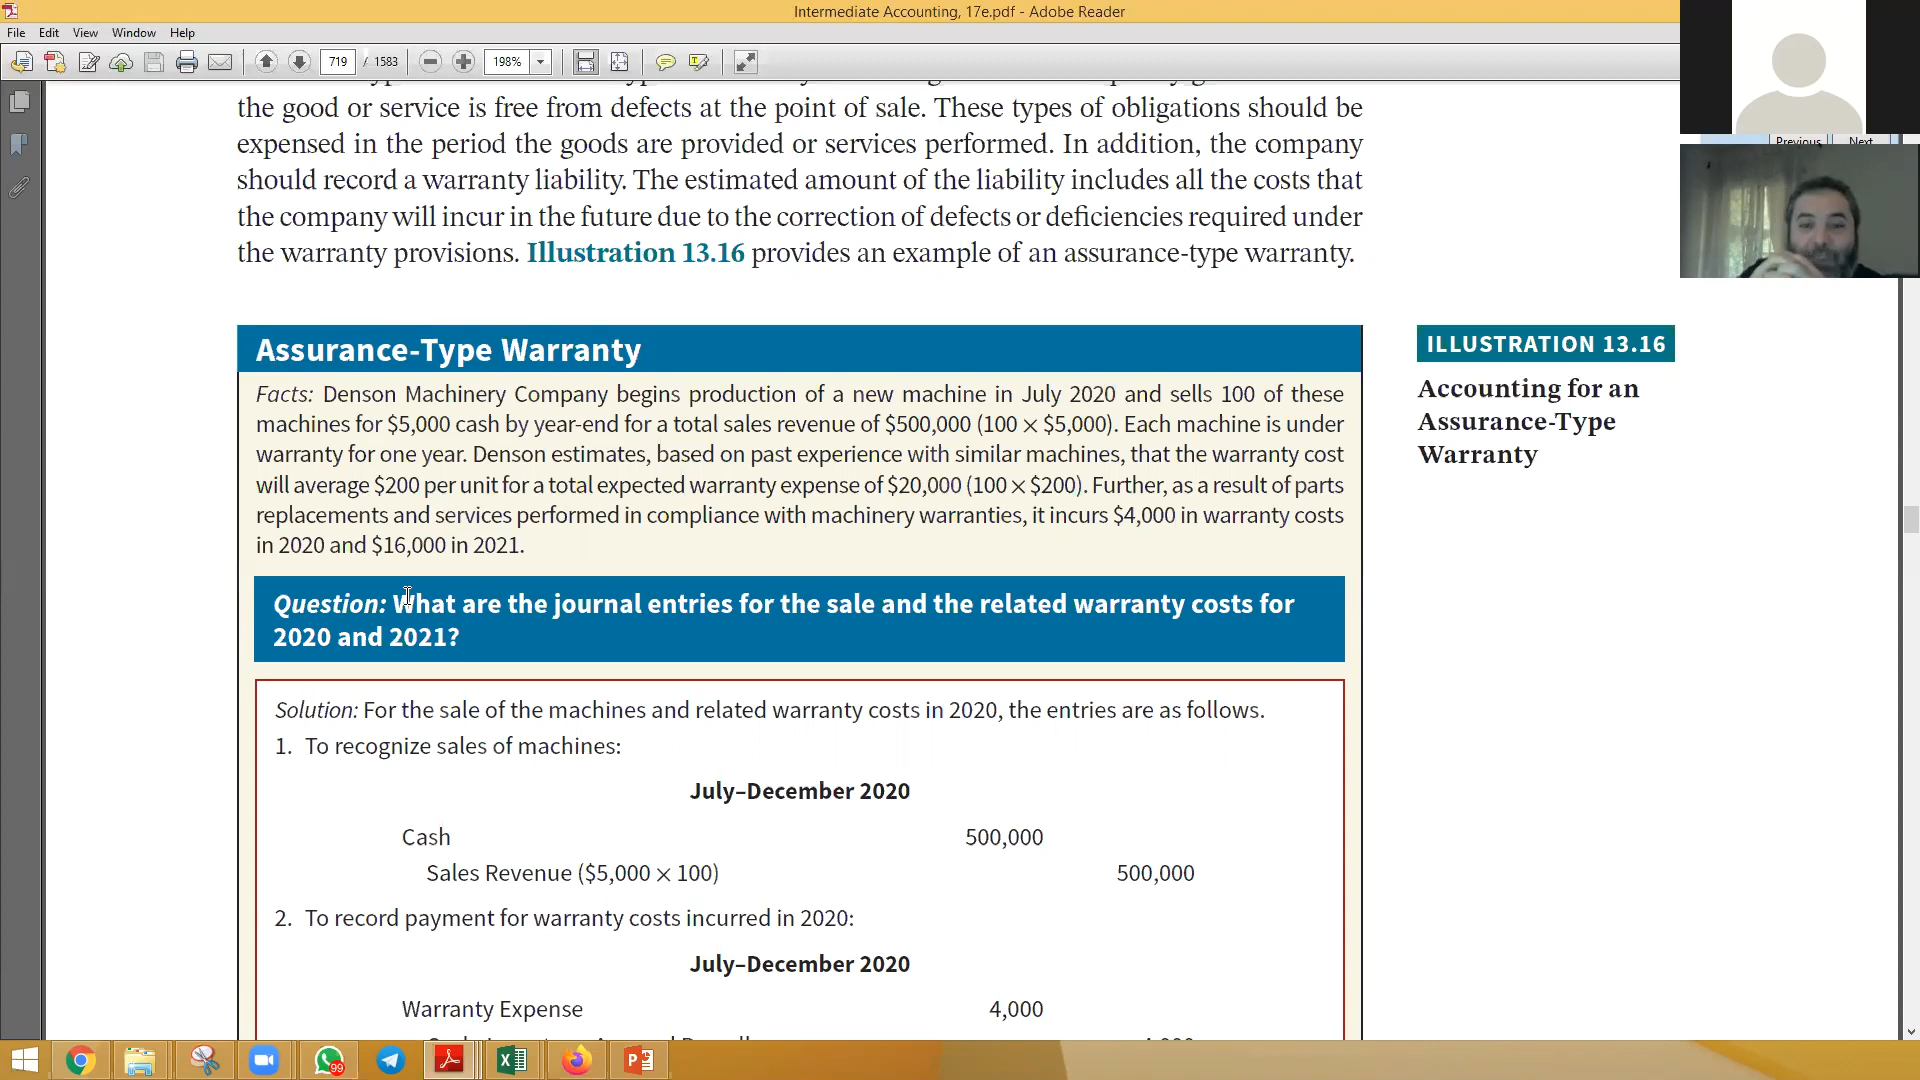 Intermediate Accounting, 17e.pdf - Adobe Reader
File Edit View Window Help
719 / 1583 198%
Previous Next
the good or service is free from defects at the point of sale. These types of obligations should be
expensed in the period the goods are provided or services performed. In addition, the company
should record a warranty liability. The estimated amount of the liability includes all the costs that
the company will incur in the future due to the correction of defects or deficiencies required under
the warranty provisions. Illustration 13.16 provides an example of an assurance-type warranty.
Assurance-Type Warranty
ILLUSTRATION 13.16
Accounting for an
Assurance-Type
Warranty
Facts: Denson Machinery Company begins production of a new machine in July 2020 and sells 100 of these
machines for $5,000 cash by year-end for a total sales revenue of $500,000 (100 × $5,000). Each machine is under
warranty for one year. Denson estimates, based on past experience with similar machines, that the warranty cost
will average $200 per unit for a total expected warranty expense of $20,000 (100 × $200). Further, as a result of parts
replacements and services performed in compliance with machinery warranties, it incurs $4,000 in warranty costs
in 2020 and $16,000 in 2021.
Question: What are the journal entries for the sale and the related warranty costs for
2020 and 2021?
Solution: For the sale of the machines and related warranty costs in 2020, the entries are as follows.
1. To recognize sales of machines:
July–December 2020
Cash 500,000
Sales Revenue ($5,000 × 100) 500,000
2. To record payment for warranty costs incurred in 2020:
July–December 2020
Warranty Expense 4,000
99